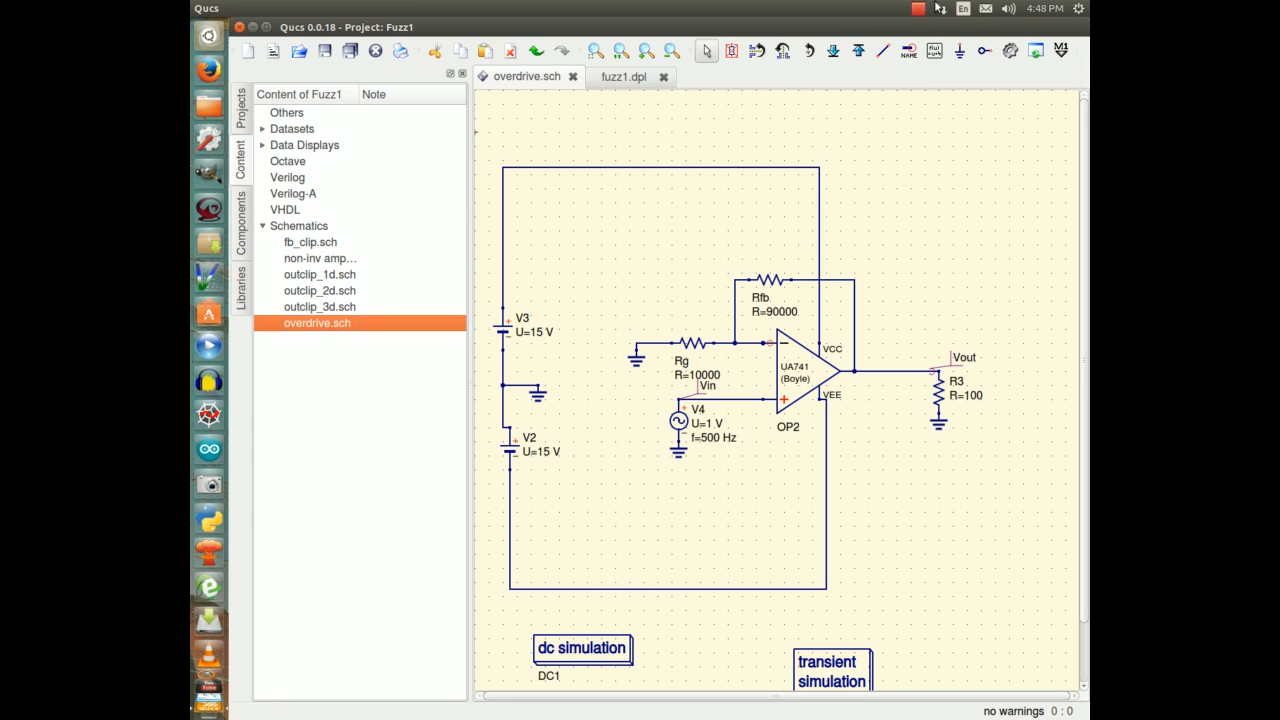 Qucs
En
4:48 PM
Qucs 0.0.18 - Project: Fuzz1
NAME
overdrive.sch
fuzz1.dpl
Projects
Content
Components
Libraries
Content of Fuzz1
Note
Others
Datasets
Data Displays
Octave
Verilog
Verilog-A
VHDL
Schematics
fb_clip.sch
non-inv amp...
outclip_1d.sch
outclip_2d.sch
outclip_3d.sch
overdrive.sch
Rfb
R=90000
V3
U=15 V
Rg
R=10000
Vin
VCC
UA741
(Boyle)
VEE
OP2
Vout
R3
R=100
V4
U=1 V
f=500 Hz
V2
U=15 V
dc simulation
DC1
transient
simulation
no warnings 0 : 0